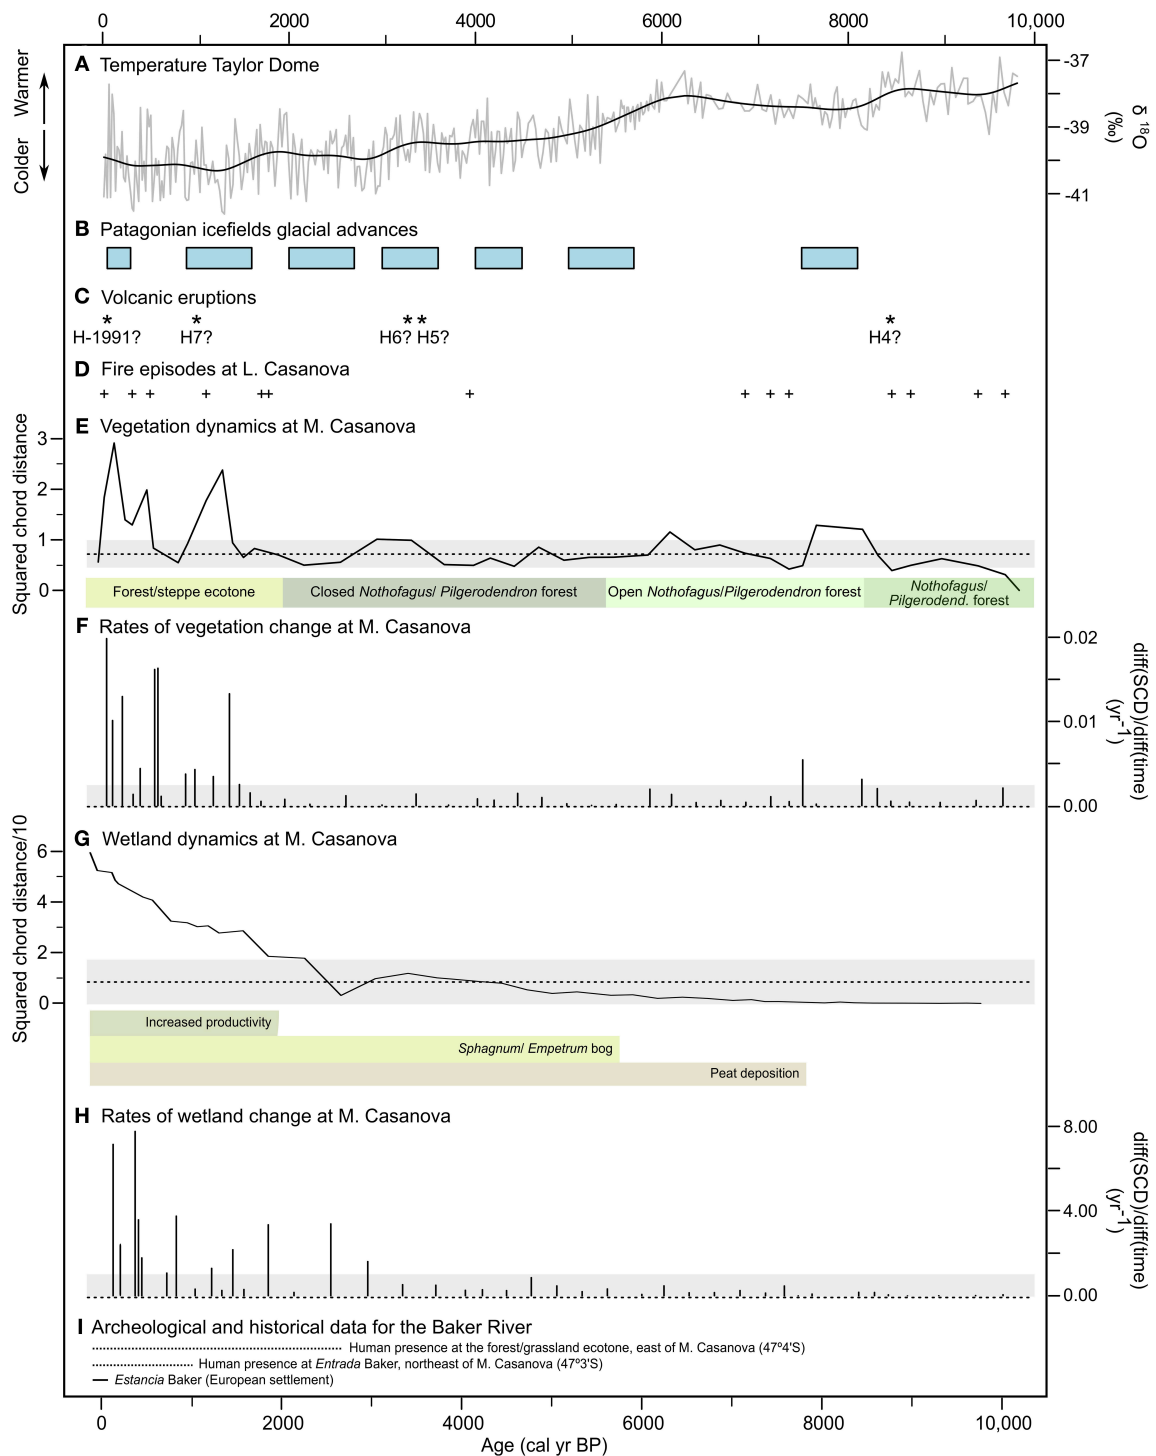 0 2000 4000 6000 8000 10,000
A Temperature Taylor Dome
Warmer
Colder
-37
-39
-41
δ 18O
(‰)
B Patagonian icefields glacial advances
C Volcanic eruptions
* * * * *
H-1991? H7? H6? H5? H4?
D Fire episodes at L. Casanova
+ + + + ++ + + + + + + + +
E Vegetation dynamics at M. Casanova
Squared chord distance
3
2
1
0
Forest/steppe ecotone
Closed Nothofagus/ Pilgerodendron forest
Open Nothofagus/Pilgerodendron forest
Nothofagus/
Pilgerodend. forest
F Rates of vegetation change at M. Casanova
0.02
0.01
0.00
diff(SCD)/diff(time)
(yr-1)
G Wetland dynamics at M. Casanova
Squared chord distance/10
6
4
2
0
Increased productivity
Sphagnum/ Empetrum bog
Peat deposition
H Rates of wetland change at M. Casanova
8.00
4.00
0.00
diff(SCD)/diff(time)
(yr-1)
I Archeological and historical data for the Baker River
Human presence at the forest/grassland ecotone, east of M. Casanova (47º4'S)
Human presence at Entrada Baker, northeast of M. Casanova (47º3'S)
Estancia Baker (European settlement)
0 2000 4000 6000 8000 10,000
Age (cal yr BP)